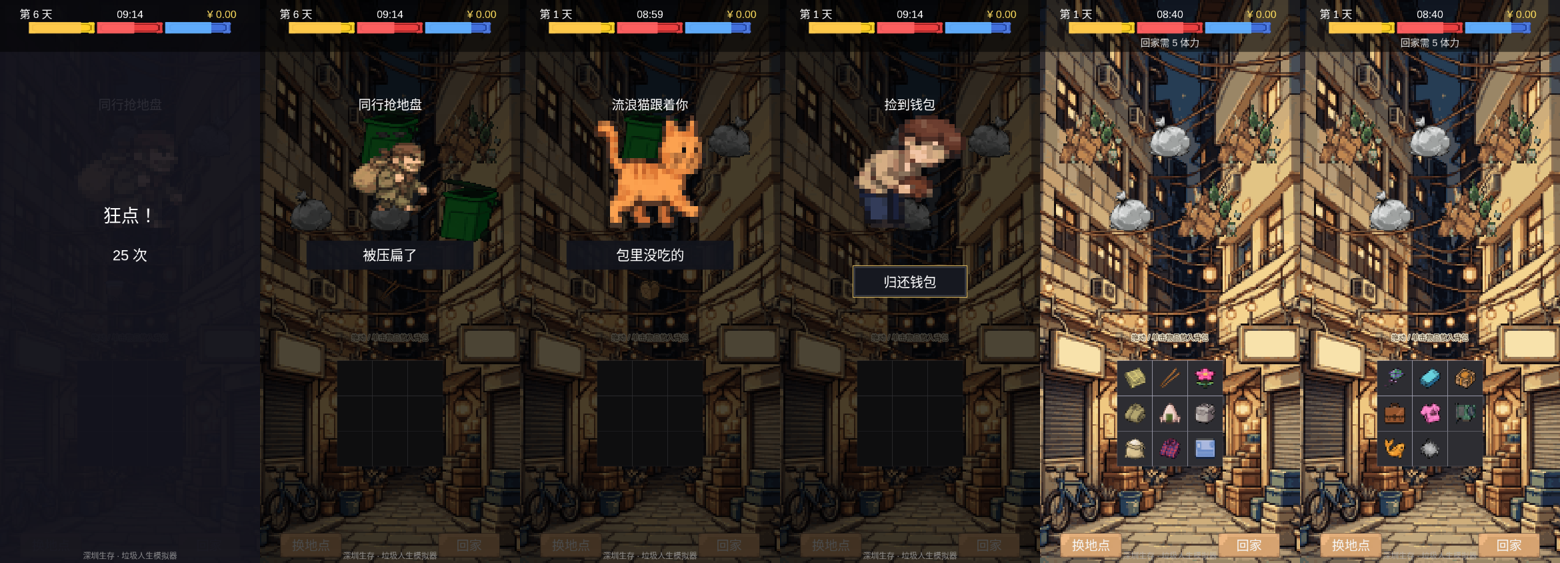 第 6 天 09:14 ¥ 0.00
同行抢地盘
狂点！
25 次
深圳生存 · 垃圾人生模拟器
第 6 天 09:14 ¥ 0.00
同行抢地盘
被压扁了
换地点 回家
深圳生存 · 垃圾人生模拟器
第 1 天 08:59 ¥ 0.00
流浪猫跟着你
包里没吃的
换地点 回家
深圳生存 · 垃圾人生模拟器
第 1 天 09:14 ¥ 0.00
捡到钱包
归还钱包
换地点 回家
深圳生存 · 垃圾人生模拟器
第 1 天 08:40 ¥ 0.00
回家需 5 体力
换地点 回家
第 1 天 08:40 ¥ 0.00
回家需 5 体力
换地点 回家